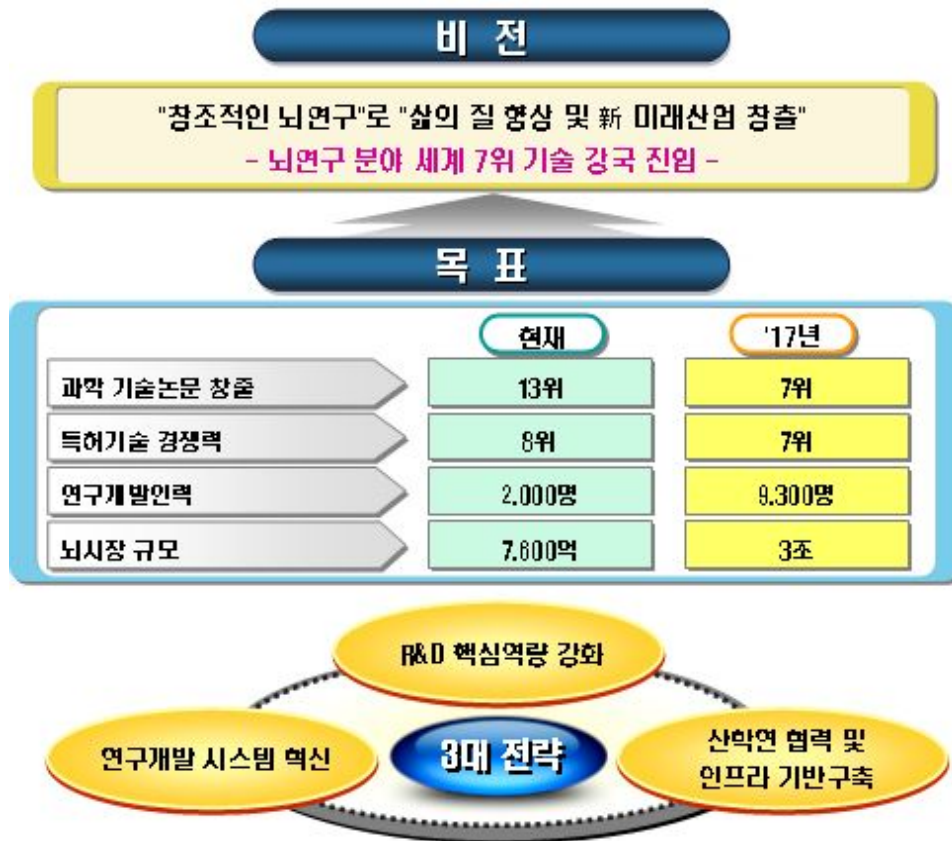 비 전
"창조적인 뇌연구"로 "삶의 질 향상 및 新 미래산업 창출"
- 뇌연구 분야 세계 7위 기술 강국 진입 -
목 표
현재 '17년
과학 기술논문 창출 13위 7위
특허기술 경쟁력 8위 7위
연구개발인력 2,000명 9,300명
뇌시장 규모 7,600억 3조
R&D 핵심역량 강화
연구개발 시스템 혁신
3대 전략
산학연 협력 및
인프라 기반구축